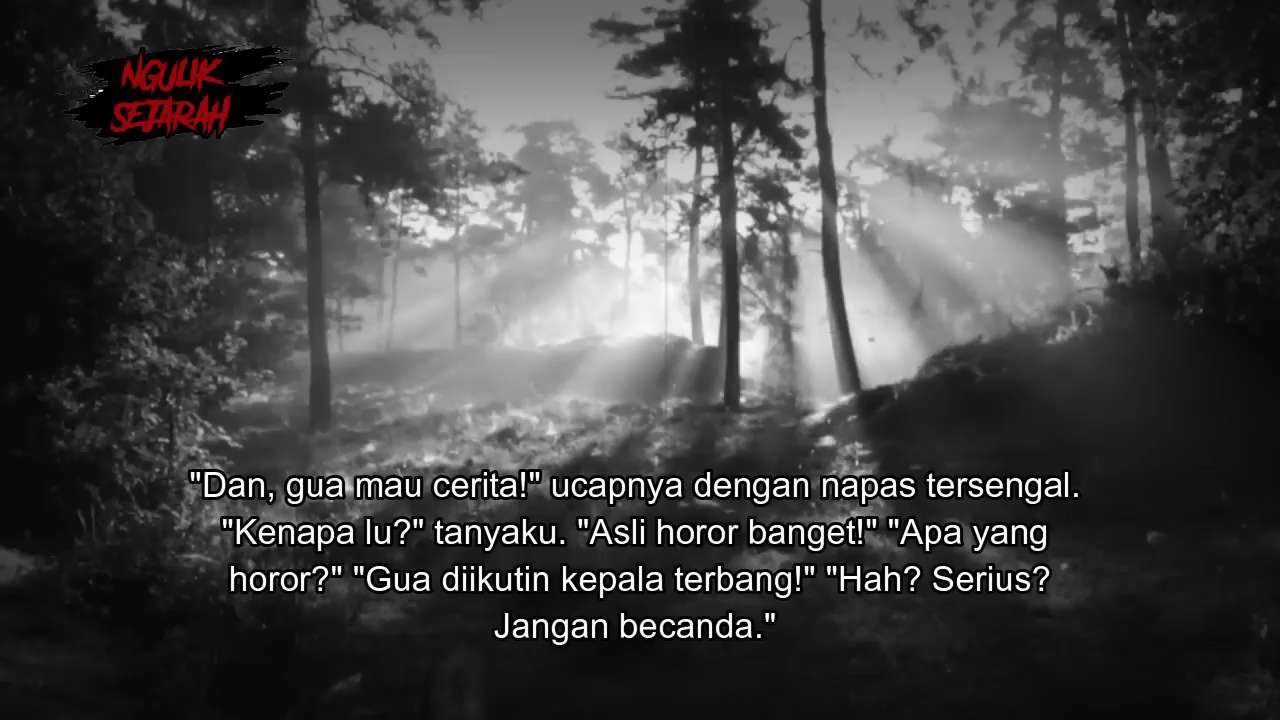 NGULIK
SEJARAH
"Dan, gua mau cerita!" ucapnya dengan napas tersengal.
"Kenapa lu?" tanyaku. "Asli horor banget!" "Apa yang
horor?" "Gua diikutin kepala terbang!" "Hah? Serius?
Jangan becanda."